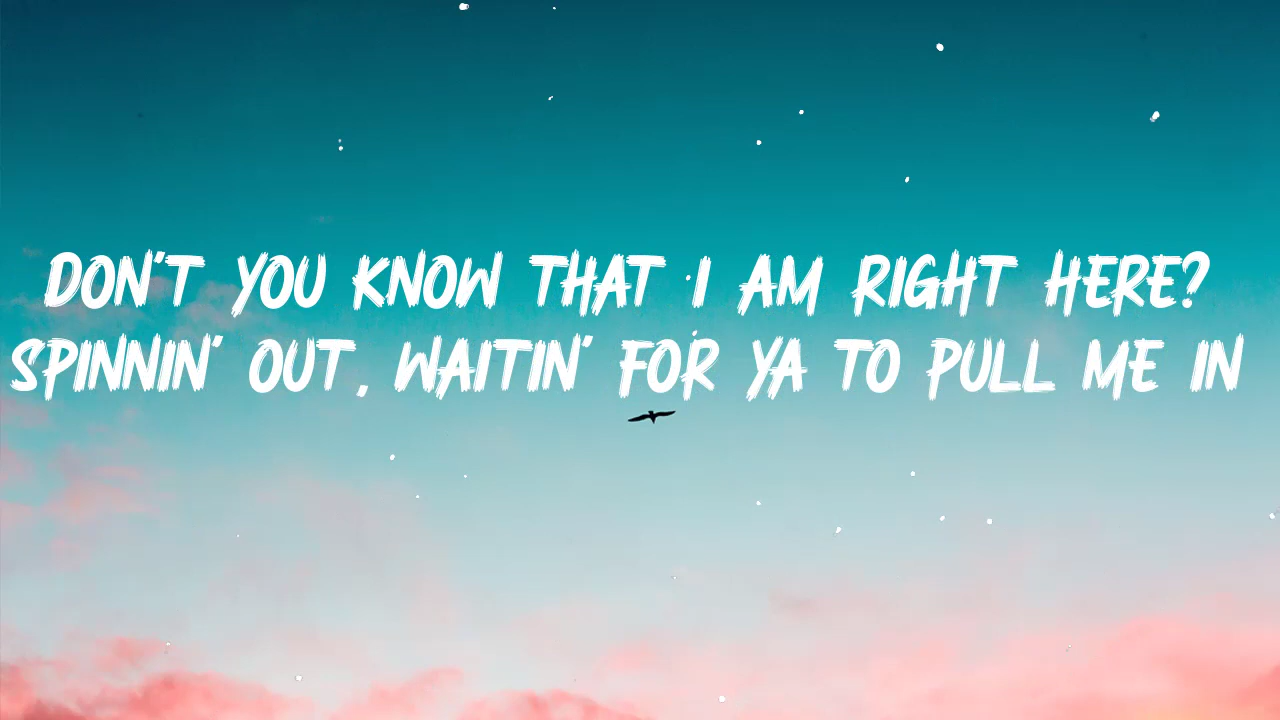 DON'T YOU KNOW THAT I AM RIGHT HERE?
SPINNIN' OUT, WAITIN' FOR YA TO PULL ME IN